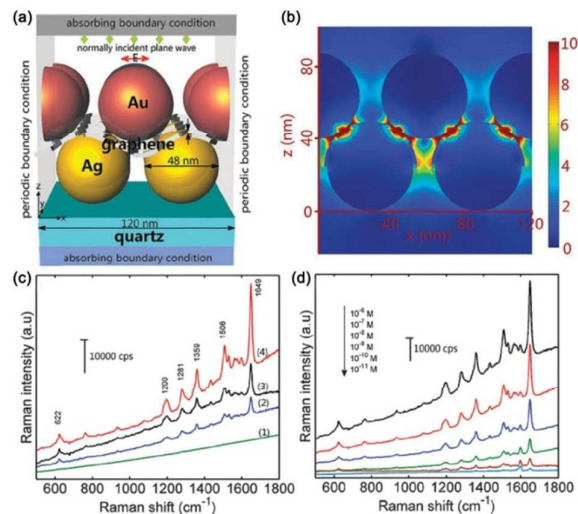 (a)
absorbing boundary condition
normally incident plane wave
E
periodic boundary condition
periodic boundary condition
Au
graphene
Ag
48 nm
z
y
x
120 nm
quartz
absorbing boundary condition
(b)
100
80
60
40
20
0
z (nm)
40
80
120
x (nm)
10
8
6
4
2
0
(c)
Raman intensity (a.u)
10000 cps
622
1200
1281
1359
1506
1649
(4)
(3)
(2)
(1)
600 800 1000 1200 1400 1600 1800
Raman shift (cm⁻¹)
(d)
Raman intensity (a.u)
10⁻⁶ M
10⁻⁷ M
10⁻⁸ M
10⁻⁹ M
10⁻¹⁰ M
10⁻¹¹ M
10000 cps
600 800 1000 1200 1400 1600 1800
Raman shift (cm⁻¹)